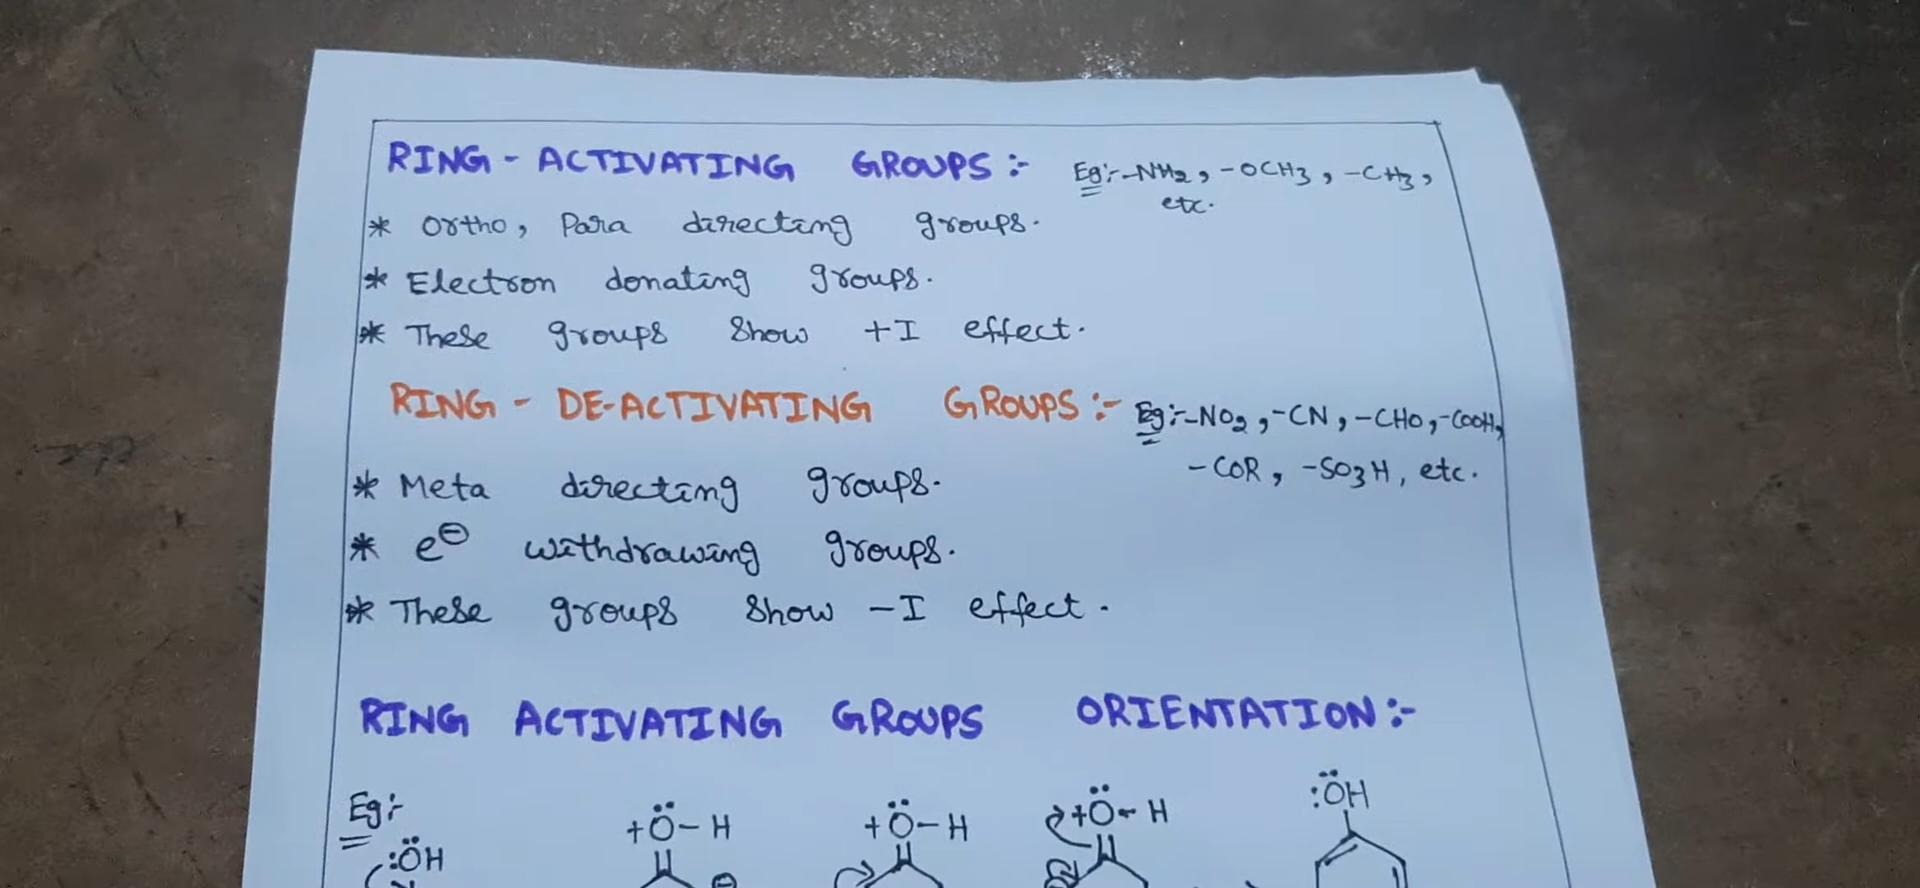 RING - ACTIVATING GROUPS :- Eg:- -NH2, -OCH3, -CH3,
etc.
* Ortho, Para directing groups.
* Electron donating groups.
* These groups show +I effect.
RING - DE-ACTIVATING GROUPS :- Eg:- -NO2, -CN, -CHO, -COOH,
-COR, -SO3H, etc.
* Meta directing groups.
* e⊖ withdrawing groups.
* These groups show -I effect.
RING ACTIVATING GROUPS ORIENTATION :-
Eg:-
:ÖH +Ö-H +Ö-H +Ö-H :ÖH
⊖